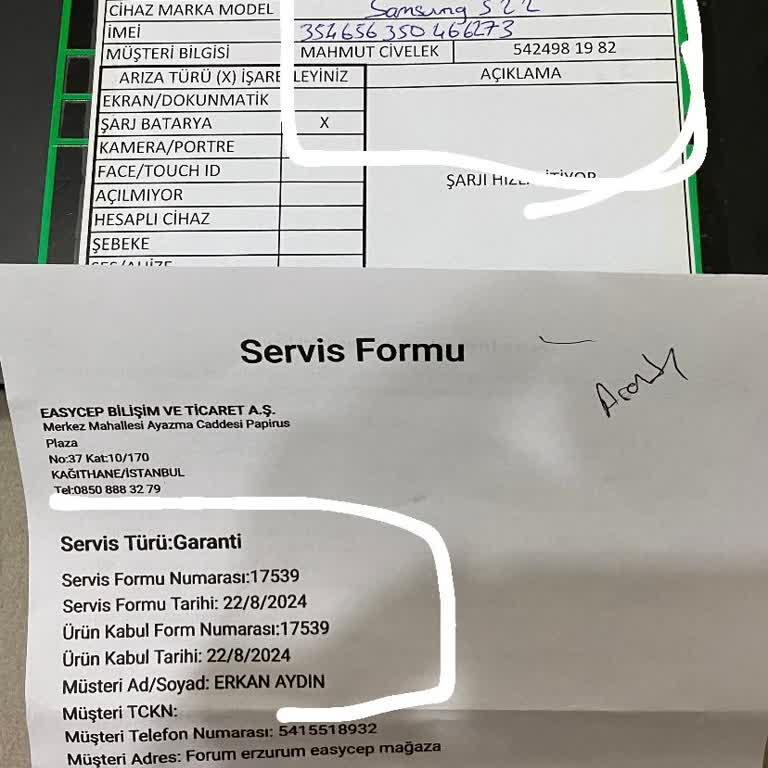 CİHAZ MARKA MODEL Samsung S22
İMEİ 354656350466273
MÜŞTERİ BİLGİSİ MAHMUT CİVELEK 542498 19 82
ARIZA TÜRÜ (X) İŞARETLEYİNİZ AÇIKLAMA
EKRAN/DOKUNMATİK
ŞARJ BATARYA X
KAMERA/PORTRE
FACE/TOUCH ID
ŞARJI
AÇILMIYOR
HESAPLI CİHAZ
ŞEBEKE
Servis Formu
EASYCEP BİLİŞİM VE TİCARET A.Ş.
Merkez Mahallesi Ayazma Caddesi Papirus
Plaza
No:37 Kat:10/170
KAĞITHANE/İSTANBUL
Tel:0850 888 32 79
Servis Türü:Garanti
Servis Formu Numarası:17539
Servis Formu Tarihi: 22/8/2024
Ürün Kabul Form Numarası:17539
Ürün Kabul Tarihi: 22/8/2024
Müsteri Ad/Soyad: ERKAN AYDIN
Müşteri TCKN:
Müşteri Telefon Numarası: 5415518932
Müşteri Adres: Forum erzurum easycep mağaza